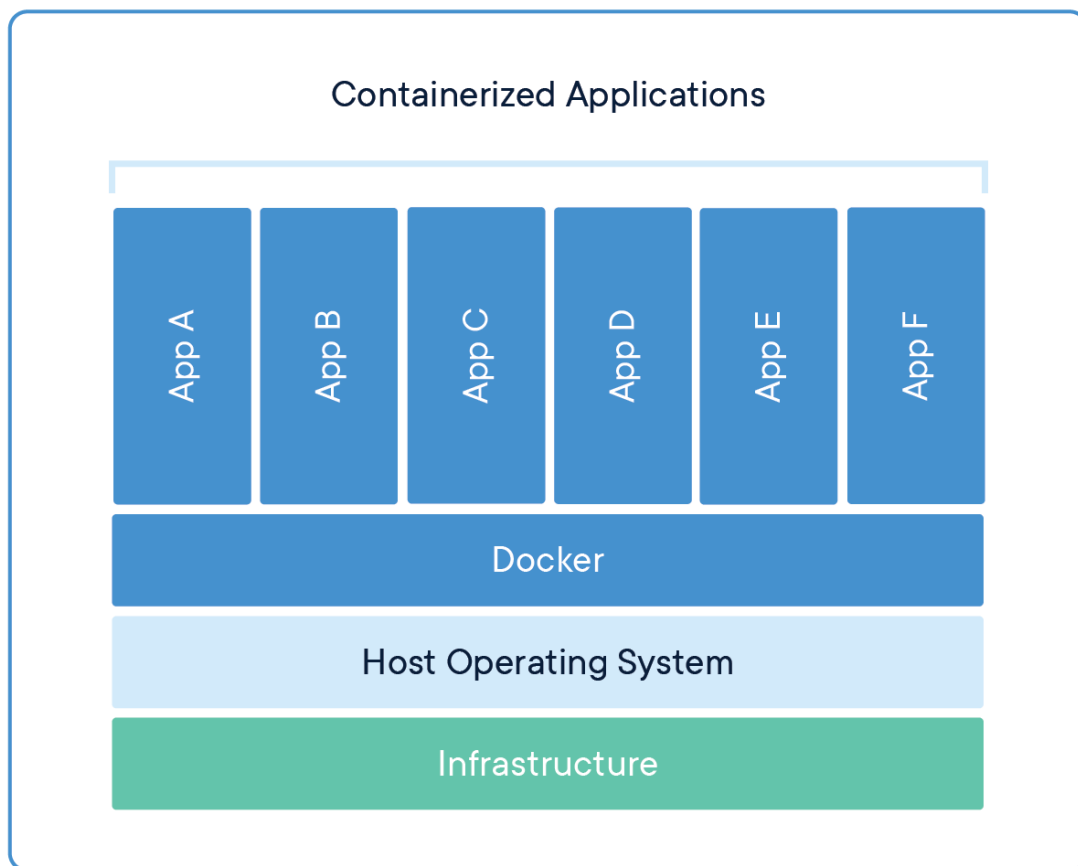 Containerized Applications
App A
App B
App C
App D
App E
App F
Docker
Host Operating System
Infrastructure